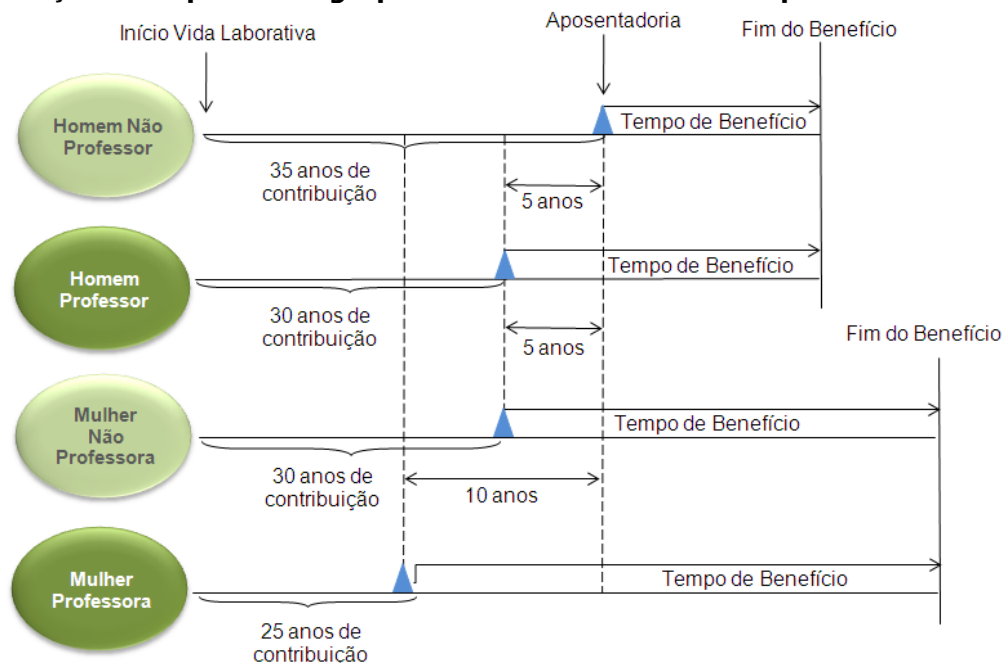 Início Vida Laborativa
Aposentadoria
Fim do Benefício
Homem Não
Professor
Tempo de Benefício
35 anos de
contribuição
5 anos
Homem
Professor
Tempo de Benefício
30 anos de
contribuição
5 anos
Fim do Benefício
Mulher
Não
Professora
Tempo de Benefício
30 anos de
contribuição
10 anos
Mulher
Professora
Tempo de Benefício
25 anos de
contribuição